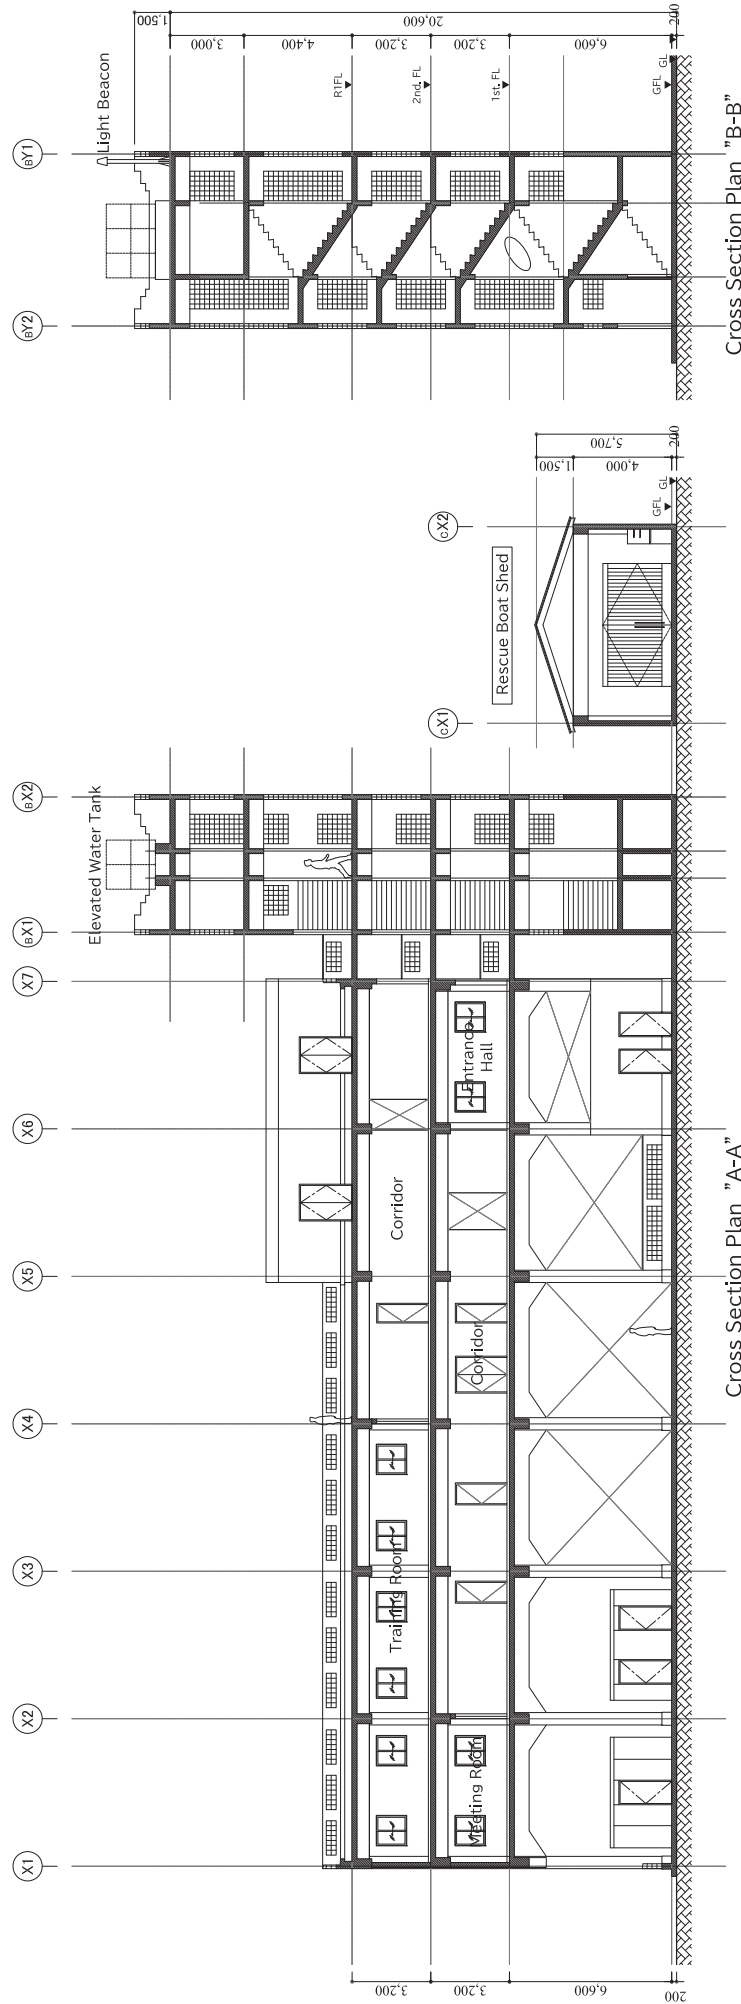 BY1
BY2
Light Beacon
1,500
3,000
4,400
3,200
3,200
6,600
20,600
200
R1FL
2nd. FL
1st. FL
GFL
GL
Cross Section Plan "B-B"
CX1
CX2
Rescue Boat Shed
1,500
4,000
5,700
200
GFL
GL
X1
X2
X3
X4
X5
X6
X7
BX1
BX2
Elevated Water Tank
Training Room
Corridor
Meeting Room
Corridor
Entrance
Hall
3,200
3,200
6,600
200
Cross Section Plan "A-A"